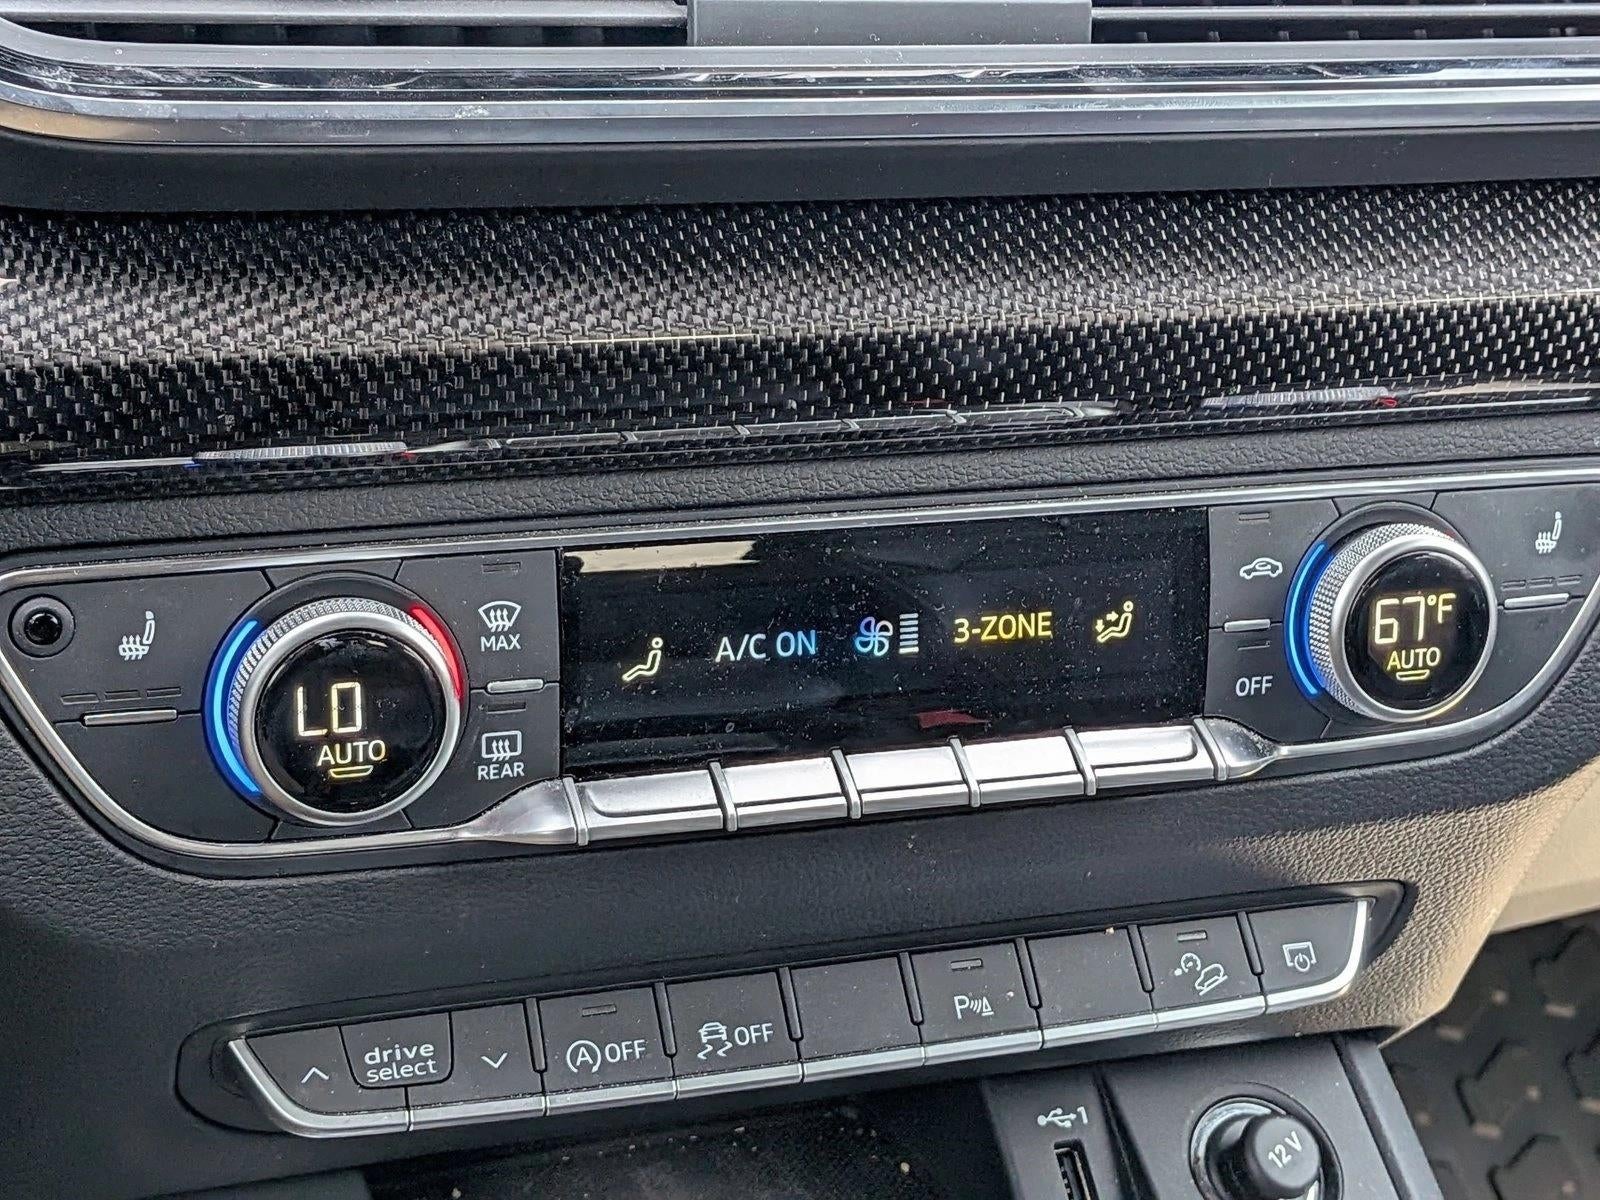 MAX
LO
AUTO
REAR
A/C ON
3-ZONE
OFF
67°F
AUTO
drive
select
A OFF
OFF
P
1
12V